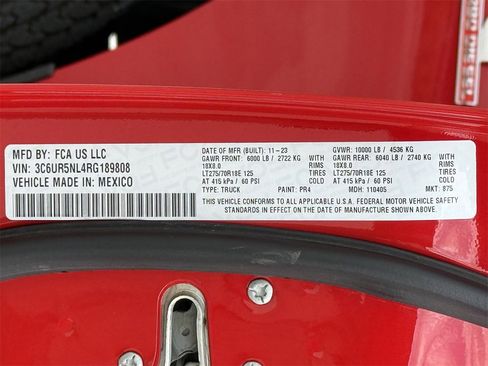 MFD BY: FCA US LLC
VIN: 3C6UR5NL4RG189808
VEHICLE MADE IN: MEXICO
DATE OF MFR (BUILT): 11-23 GVWR: 10000 LB / 4536 KG
GAWR FRONT: 6000 LB / 2722 KG GAWR REAR: 6040 LB / 2740 KG
WITH WITH
18X8.0 RIMS 18X8.0 RIMS
LT275/70R18E 125 TIRES LT275/70R18E 125 TIRES
AT 415 kPa / 60 PSI COLD AT 415 kPa / 60 PSI COLD
TYPE: TRUCK PAINT: PR4 MDH: 110405 MKT: 875
THIS VEHICLE CONFORMS TO ALL APPLICABLE U.S.A. FEDERAL MOTOR VEHICLE SAFETY
STANDARDS IN EFFECT ON THE DATE OF MANUFACTURE SHOWN ABOVE.